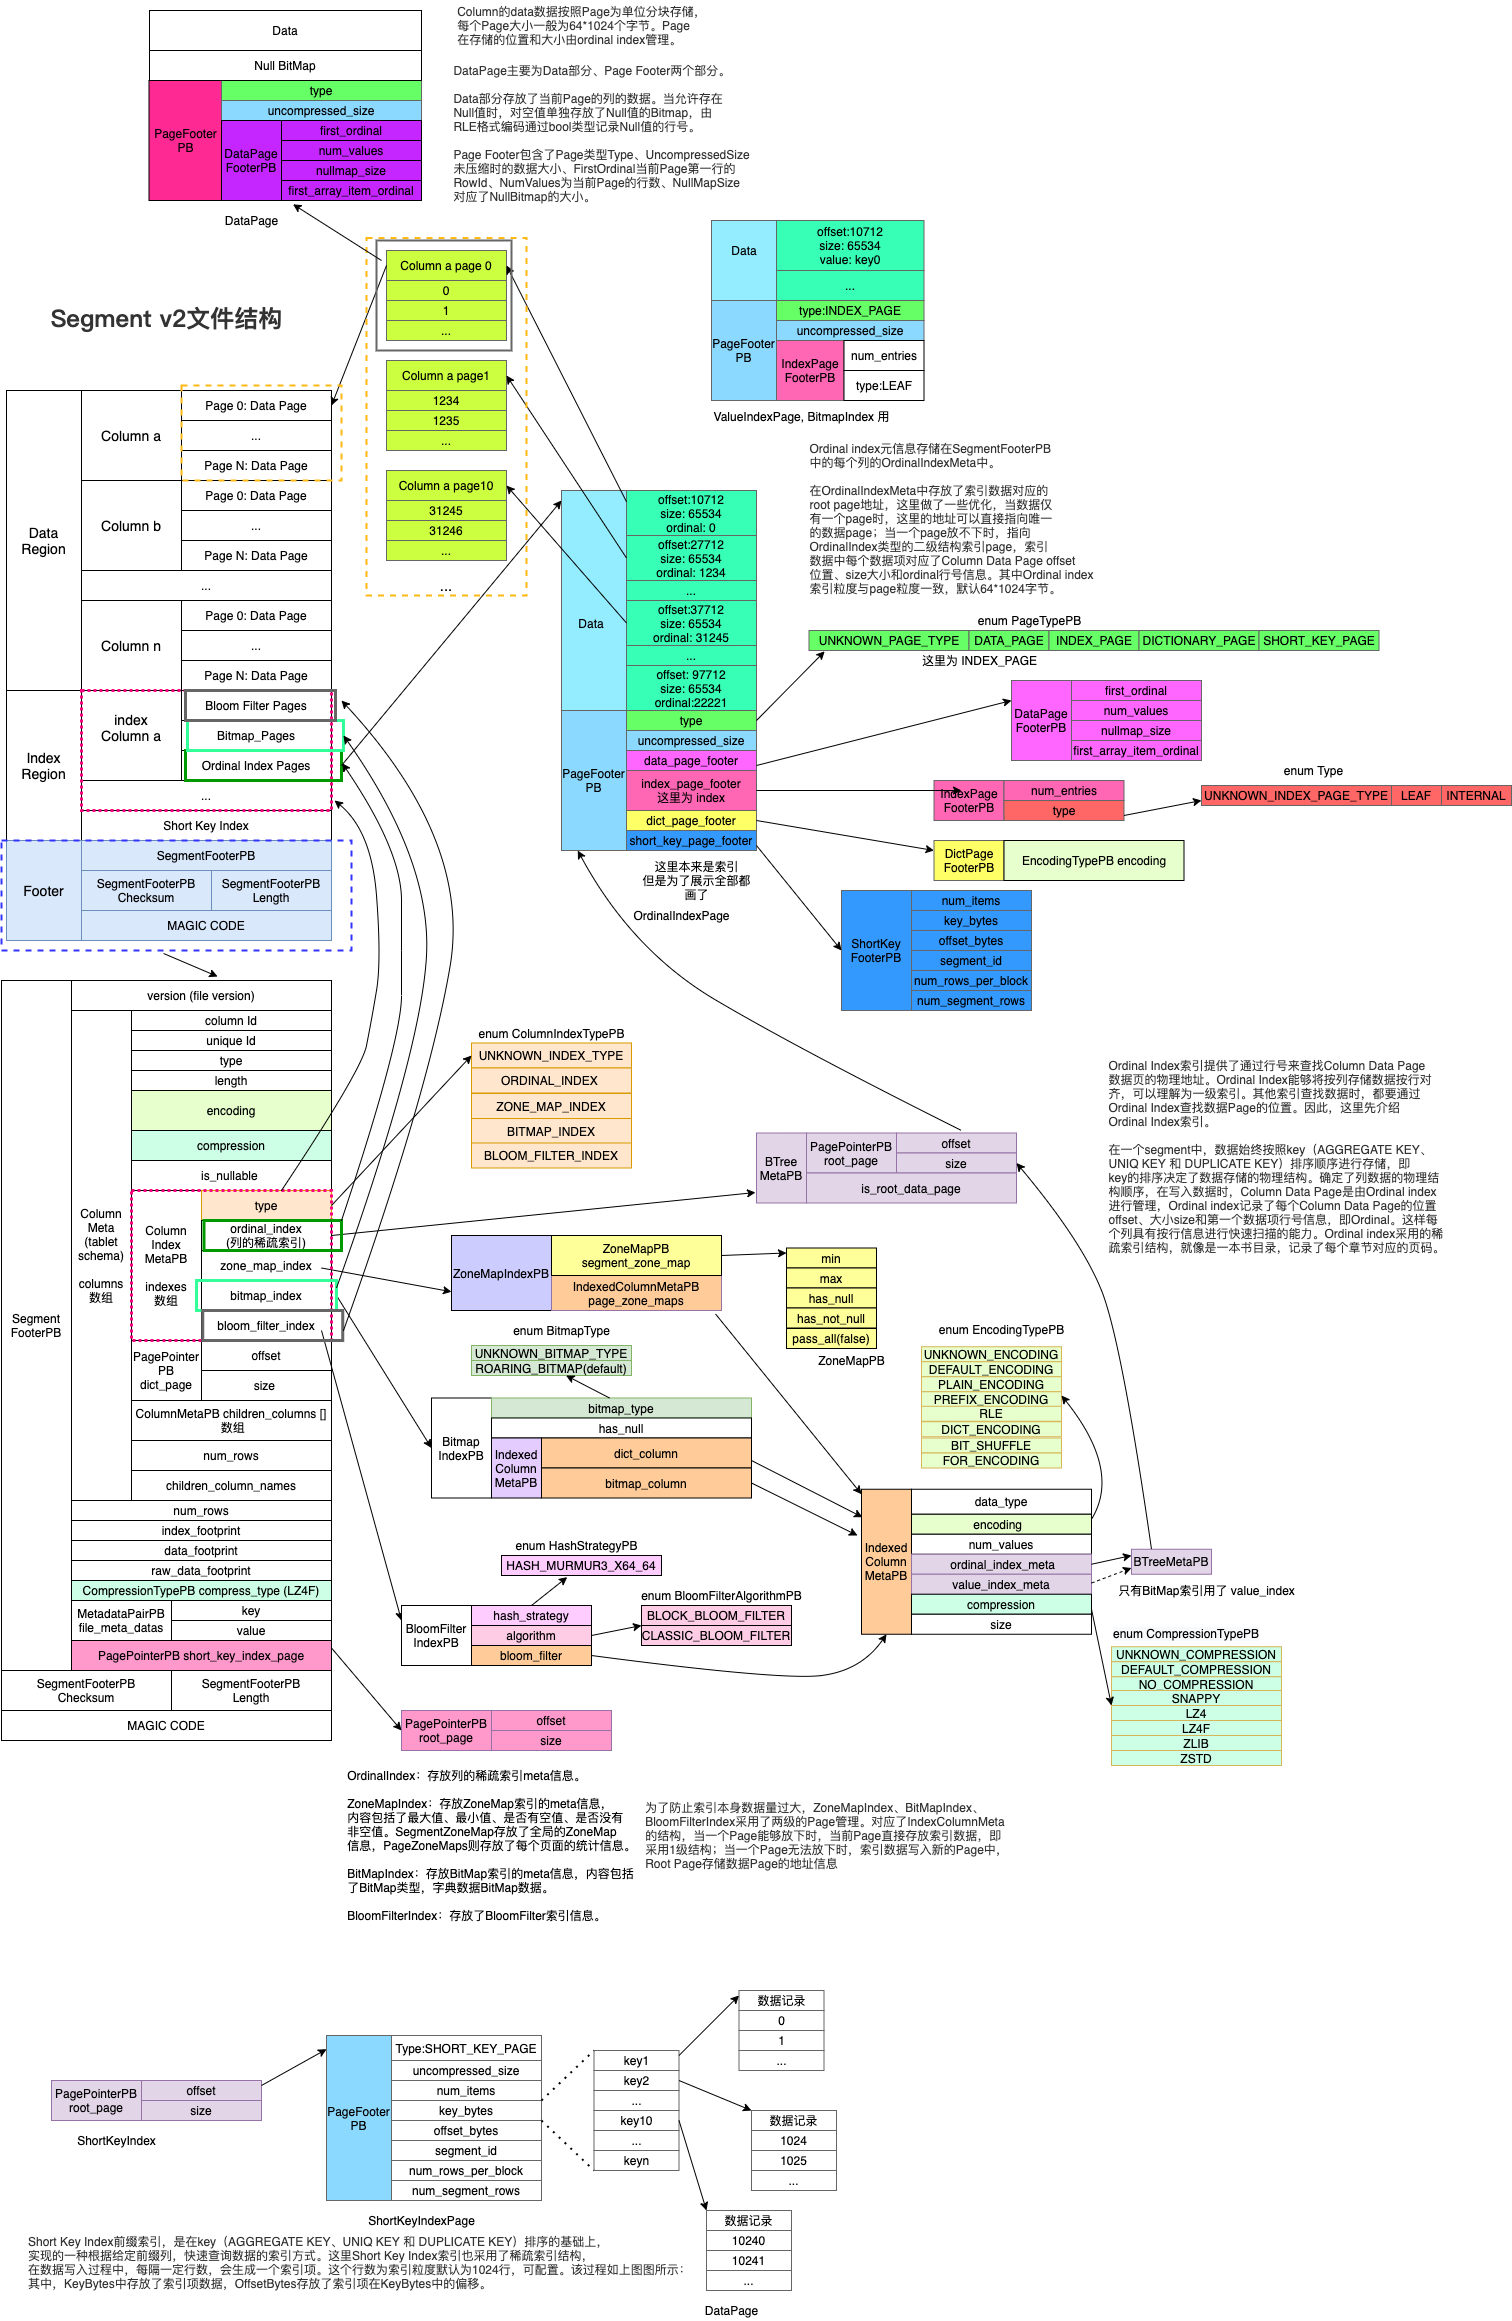 Data
Null BitMap
PageFooter
PB
type
uncompressed_size
DataPage
FooterPB
first_ordinal
num_values
nullmap_size
first_array_item_ordinal
DataPage
Column的data数据按照Page为单位分块存储，
每个Page大小一般为64*1024个字节。Page
在存储的位置和大小由ordinal index管理。
DataPage主要为Data部分、Page Footer两个部分。
Data部分存放了当前Page的列的数据。当允许存在
Null值时，对空值单独存放了Null值的Bitmap，由
RLE格式编码通过bool类型记录Null值的行号。
Page Footer包含了Page类型Type、UncompressedSize
未压缩时的数据大小、FirstOrdinal当前Page第一行的
RowId、NumValues为当前Page的行数、NullMapSize
对应了NullBitmap的大小。
Column a page 0
0
1
...
Column a page1
1234
1235
...
Column a page10
31245
31246
...
...
Data
offset:10712
size: 65534
value: key0
...
PageFooter
PB
type:INDEX_PAGE
uncompressed_size
IndexPage
FooterPB
num_entries
type:LEAF
ValueIndexPage, BitmapIndex 用
Segment v2文件结构
Data
Region
Column a
Page 0: Data Page
...
Page N: Data Page
Column b
Page 0: Data Page
...
Page N: Data Page
...
Column n
Page 0: Data Page
...
Page N: Data Page
Index
Region
index
Column a
Bloom Filter Pages
Bitmap_Pages
Ordinal Index Pages
...
Short Key Index
Footer
SegmentFooterPB
SegmentFooterPB
Checksum
SegmentFooterPB
Length
MAGIC CODE
Ordinal index元信息存储在SegmentFooterPB
中的每个列的OrdinalIndexMeta中。
在OrdinalIndexMeta中存放了索引数据对应的
root page地址，这里做了一些优化，当数据仅
有一个page时，这里的地址可以直接指向唯一
的数据page；当一个page放不下时，指向
OrdinalIndex类型的二级结构索引page，索引
数据中每个数据项对应了Column Data Page offset
位置、size大小和ordinal行号信息。其中Ordinal index
索引粒度与page粒度一致，默认64*1024字节。
Data
offset:10712
size: 65534
ordinal: 0
offset:27712
size: 65534
ordinal: 1234
...
offset:37712
size: 65534
ordinal: 31245
...
offset: 97712
size: 65534
ordinal:22221
PageFooter
PB
type
uncompressed_size
data_page_footer
index_page_footer
这里为 index
dict_page_footer
short_key_page_footer
这里本来是索引
但是为了展示全部都
画了
OrdinalIndexPage
enum PageTypePB
UNKNOWN_PAGE_TYPE
DATA_PAGE
INDEX_PAGE
DICTIONARY_PAGE
SHORT_KEY_PAGE
这里为 INDEX_PAGE
DataPage
FooterPB
first_ordinal
num_values
nullmap_size
first_array_item_ordinal
IndexPage
FooterPB
num_entries
type
enum Type
UNKNOWN_INDEX_PAGE_TYPE
LEAF
INTERNAL
DictPage
FooterPB
EncodingTypePB encoding
ShortKey
FooterPB
num_items
key_bytes
offset_bytes
segment_id
num_rows_per_block
num_segment_rows
Segment
FooterPB
version (file version)
Column
Meta
(tablet
schema)
columns
数组
column Id
unique Id
type
length
encoding
compression
is_nullable
Column
Index
MetaPB
indexes
数组
type
ordinal_index
(列的稀疏索引)
zone_map_index
bitmap_index
bloom_filter_index
PagePointer
PB
dict_page
offset
size
ColumnMetaPB children_columns []
数组
num_rows
children_column_names
num_rows
index_footprint
data_footprint
raw_data_footprint
CompressionTypePB compress_type (LZ4F)
MetadataPairPB
file_meta_datas
key
value
PagePointerPB short_key_index_page
SegmentFooterPB
Checksum
SegmentFooterPB
Length
MAGIC CODE
enum ColumnIndexTypePB
UNKNOWN_INDEX_TYPE
ORDINAL_INDEX
ZONE_MAP_INDEX
BITMAP_INDEX
BLOOM_FILTER_INDEX
BTree
MetaPB
PagePointerPB
root_page
offset
size
is_root_data_page
Ordinal Index索引提供了通过行号来查找Column Data Page
数据页的物理地址。Ordinal Index能够将按列存储数据按行对
齐，可以理解为一级索引。其他索引查找数据时，都要通过
Ordinal Index查找数据Page的位置。因此，这里先介绍
Ordinal Index索引。
在一个segment中，数据始终按照key（AGGREGATE KEY、
UNIQ KEY 和 DUPLICATE KEY）排序顺序进行存储，即
key的排序决定了数据存储的物理结构。确定了列数据的物理结
构顺序，在写入数据时，Column Data Page是由Ordinal index
进行管理，Ordinal index记录了每个Column Data Page的位置
offset、大小size和第一个数据项行号信息，即Ordinal。这样每
个列具有按行信息进行快速扫描的能力。Ordinal index采用的稀
疏索引结构，就像是一本书目录，记录了每个章节对应的页码。
ZoneMapIndexPB
ZoneMapPB
segment_zone_map
IndexedColumnMetaPB
page_zone_maps
min
max
has_null
has_not_null
pass_all(false)
ZoneMapPB
enum BitmapType
UNKNOWN_BITMAP_TYPE
ROARING_BITMAP(default)
Bitmap
IndexPB
bitmap_type
has_null
Indexed
Column
MetaPB
dict_column
bitmap_column
enum EncodingTypePB
UNKNOWN_ENCODING
DEFAULT_ENCODING
PLAIN_ENCODING
PREFIX_ENCODING
RLE
DICT_ENCODING
BIT_SHUFFLE
FOR_ENCODING
Indexed
Column
MetaPB
data_type
encoding
num_values
ordinal_index_meta
value_index_meta
compression
size
BTreeMetaPB
只有BitMap索引用了 value_index
enum HashStrategyPB
HASH_MURMUR3_X64_64
enum BloomFilterAlgorithmPB
BLOCK_BLOOM_FILTER
CLASSIC_BLOOM_FILTER
BloomFilter
IndexPB
hash_strategy
algorithm
bloom_filter
enum CompressionTypePB
UNKNOWN_COMPRESSION
DEFAULT_COMPRESSION
NO_COMPRESSION
SNAPPY
LZ4
LZ4F
ZLIB
ZSTD
PagePointerPB
root_page
offset
size
OrdinalIndex：存放列的稀疏索引meta信息。
ZoneMapIndex：存放ZoneMap索引的meta信息，
内容包括了最大值、最小值、是否有空值、是否没有
非空值。SegmentZoneMap存放了全局的ZoneMap
信息，PageZoneMaps则存放了每个页面的统计信息。
BitMapIndex：存放BitMap索引的meta信息，内容包括
了BitMap类型，字典数据BitMap数据。
BloomFilterIndex：存放了BloomFilter索引信息。
为了防止索引本身数据量过大，ZoneMapIndex、BitMapIndex、
BloomFilterIndex采用了两级的Page管理。对应了IndexColumnMeta
的结构，当一个Page能够放下时，当前Page直接存放索引数据，即
采用1级结构；当一个Page无法放下时，索引数据写入新的Page中，
Root Page存储数据Page的地址信息
PagePointerPB
root_page
offset
size
ShortKeyIndex
PageFooter
PB
Type:SHORT_KEY_PAGE
uncompressed_size
num_items
key_bytes
offset_bytes
segment_id
num_rows_per_block
num_segment_rows
ShortKeyIndexPage
key1
key2
...
key10
...
keyn
数据记录
0
1
...
数据记录
1024
1025
...
数据记录
10240
10241
...
DataPage
Short Key Index前缀索引，是在key（AGGREGATE KEY、UNIQ KEY 和 DUPLICATE KEY）排序的基础上，
实现的一种根据给定前缀列，快速查询数据的索引方式。这里Short Key Index索引也采用了稀疏索引结构，
在数据写入过程中，每隔一定行数，会生成一个索引项。这个行数为索引粒度默认为1024行，可配置。该过程如上图图所示：
其中，KeyBytes中存放了索引项数据，OffsetBytes存放了索引项在KeyBytes中的偏移。